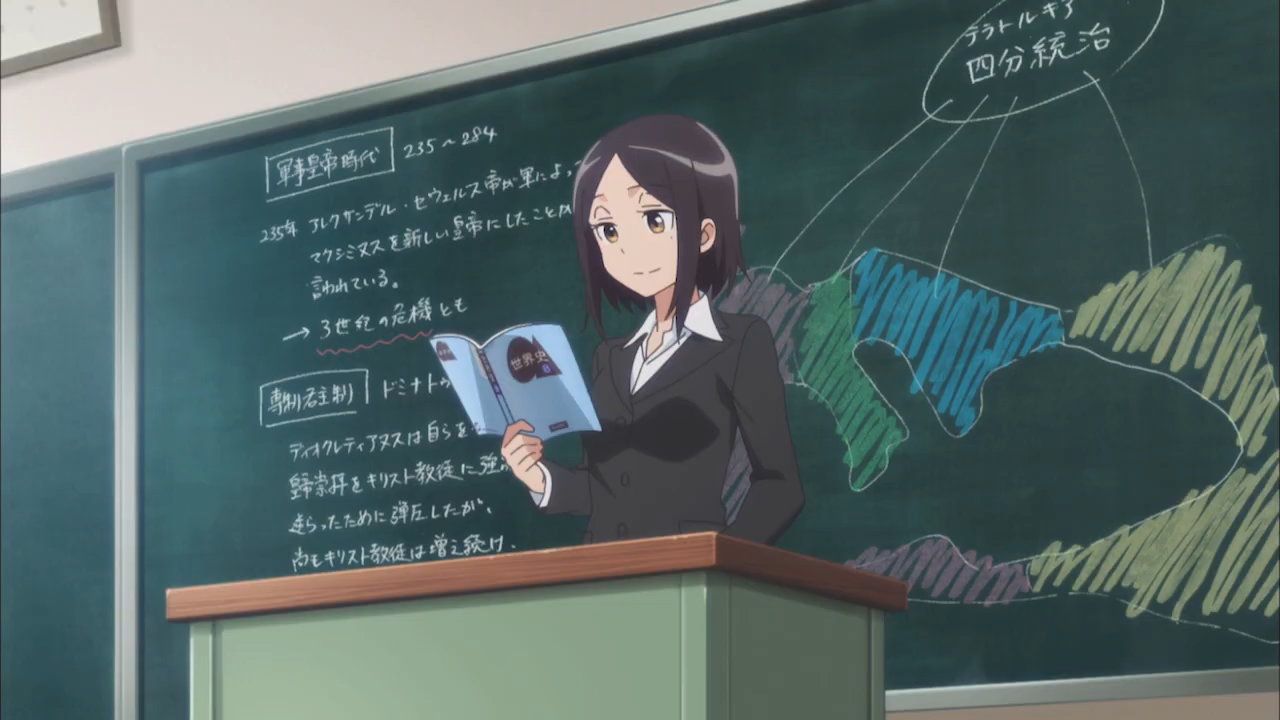 軍事皇帝時代 235〜284
235年 アレクサンデル・セウェルス帝が軍によっ
マクシミヌスを新しい皇帝にしたことか
言われている。
→ 3世紀の危機とも
専制君主制 ドミナトゥ
ディオクレティアヌスは自らを
皇帝崇拝をキリスト教徒に強
逆らったために弾圧したが、
尚もキリスト教徒は増え続け、
世界史
B
テラトルキア
四分統治